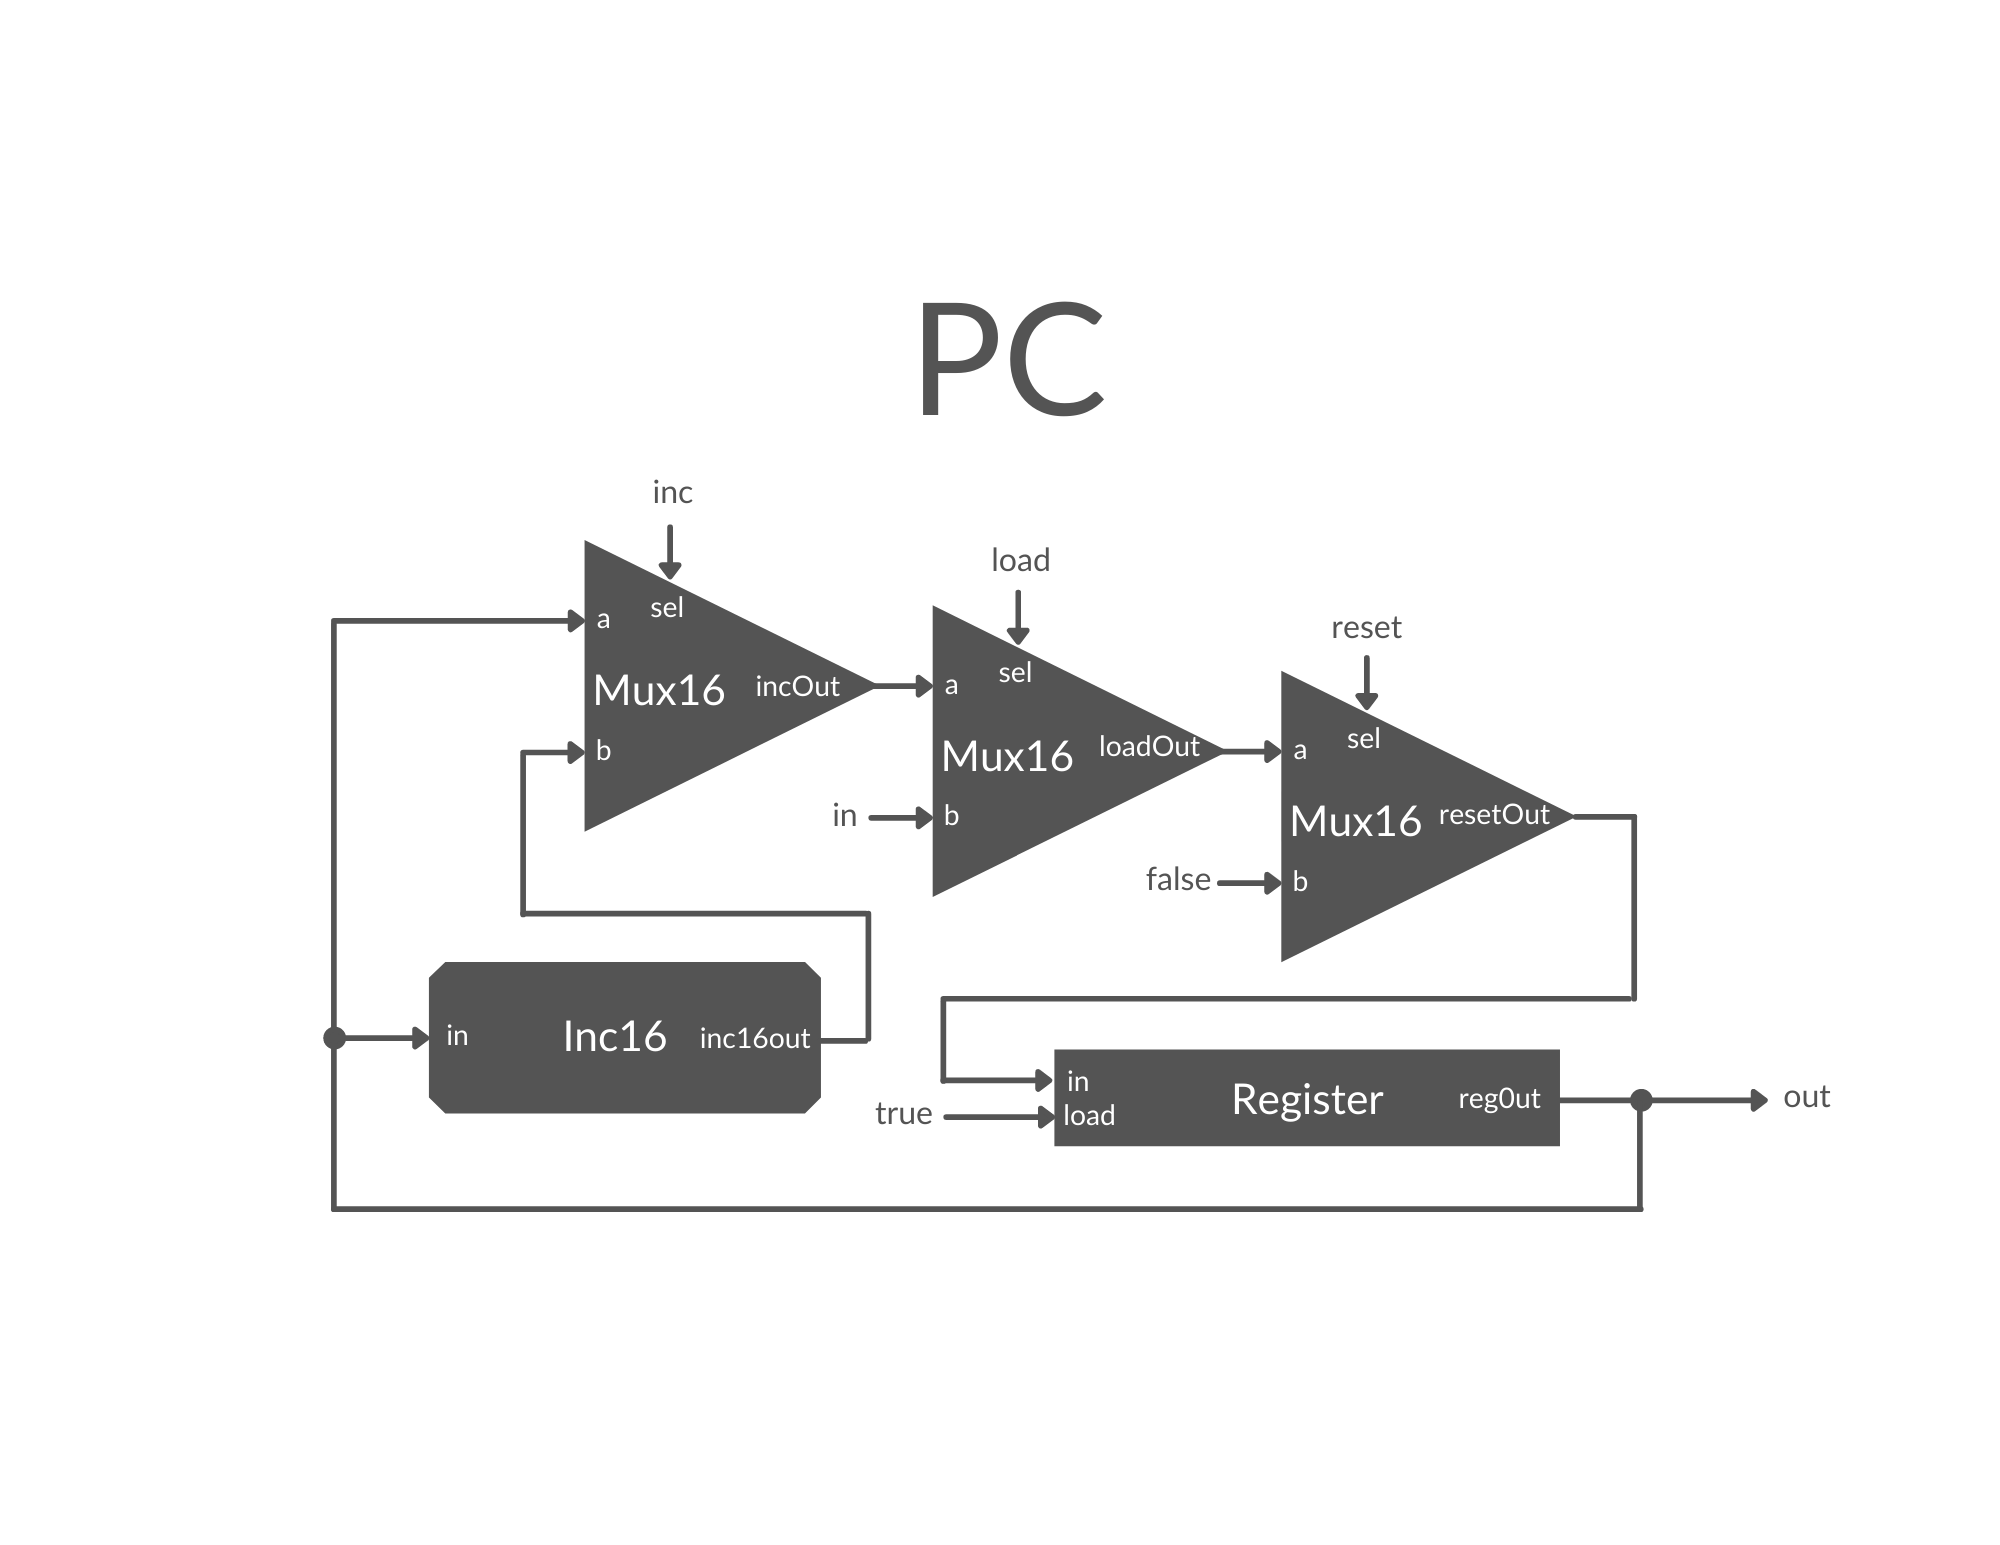 PC
inc
load
reset
a
sel
Mux16 incOut
b
a
sel
Mux16 loadOut
in
b
a
sel
Mux16 resetOut
false
b
in Inc16 inc16out
in
true
load
Register
reg0ut
out